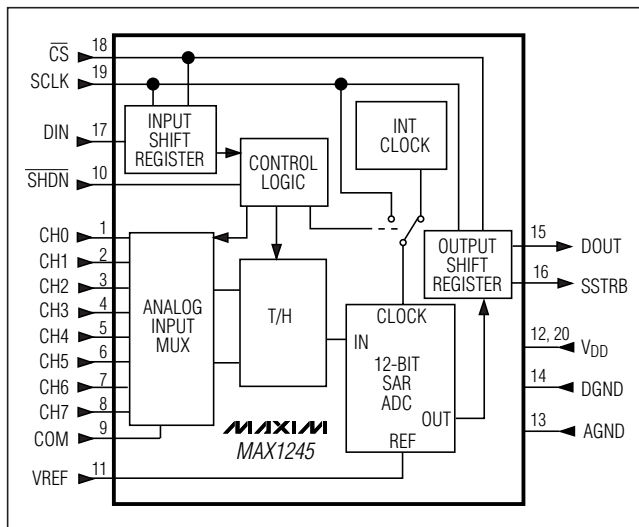 CS 18
SCLK 19
DIN 17
SHDN 10
CH0 1
CH1 2
CH2 3
CH3 4
CH4 5
CH5 6
CH6 7
CH7 8
COM 9
VREF 11
INPUT
SHIFT
REGISTER
CONTROL
LOGIC
INT
CLOCK
ANALOG
INPUT
MUX
T/H
CLOCK
IN
12-BIT
SAR
ADC
OUT
REF
OUTPUT
SHIFT
REGISTER
MAXIM
MAX1245
15 DOUT
16 SSTRB
12, 20 VDD
14 DGND
13 AGND